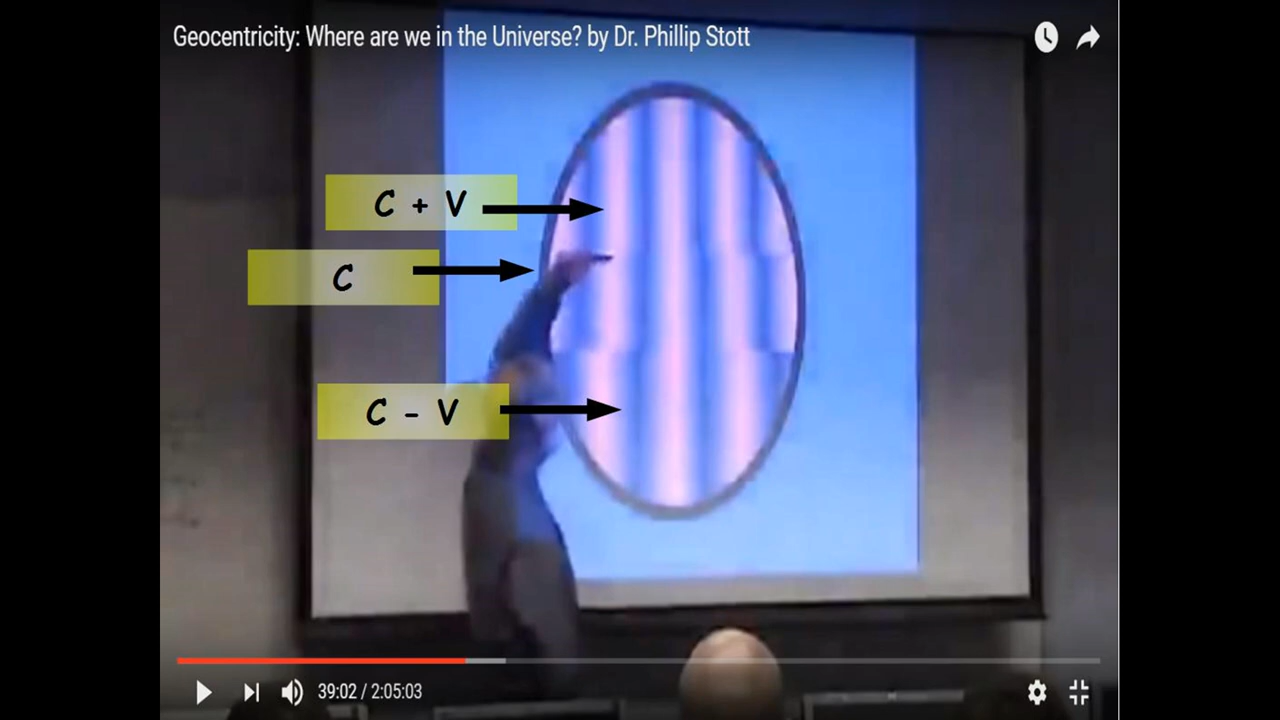 Geocentricity: Where are we in the Universe? by Dr. Phillip Stott
C + V
C
C - V
39:02 / 2:05:03